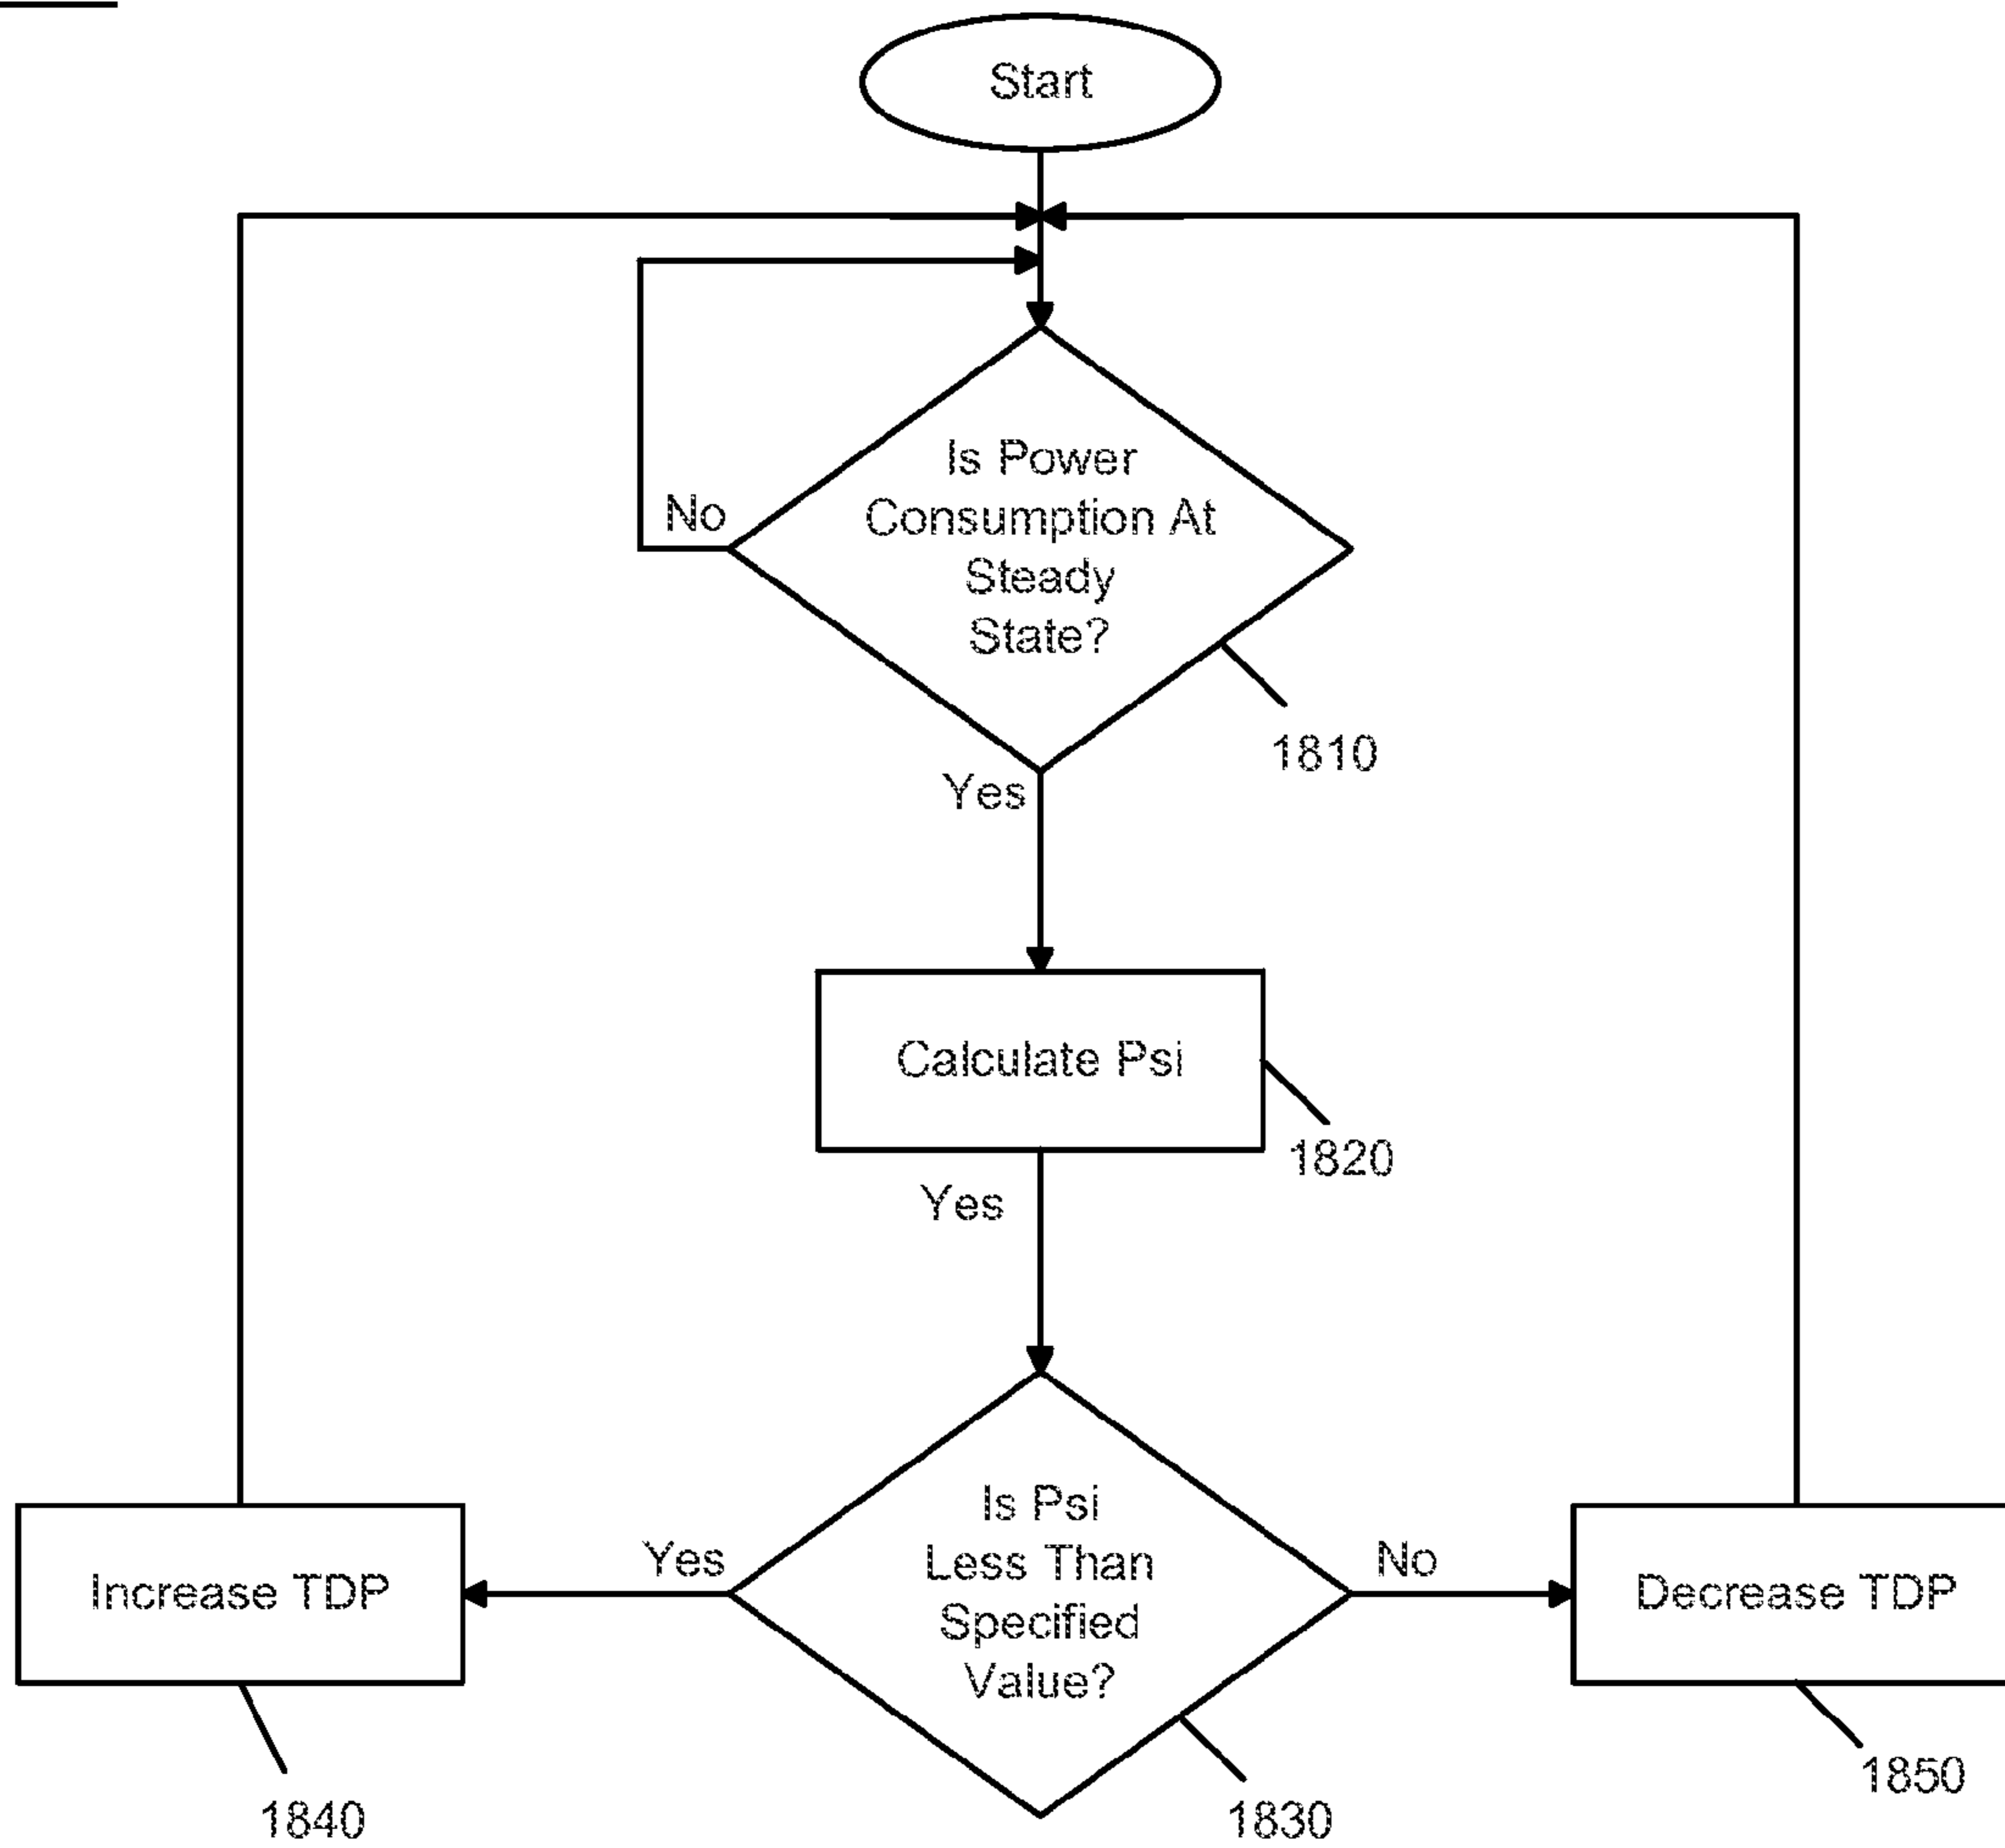 Start
No
Is Power
Consumption At
Steady
State?
1810
Yes
Calculate Psi
1820
Yes
Increase TDP
Yes
Is Psi
Less Than
Specified
Value?
No
Decrease TDP
1840
1830
1850